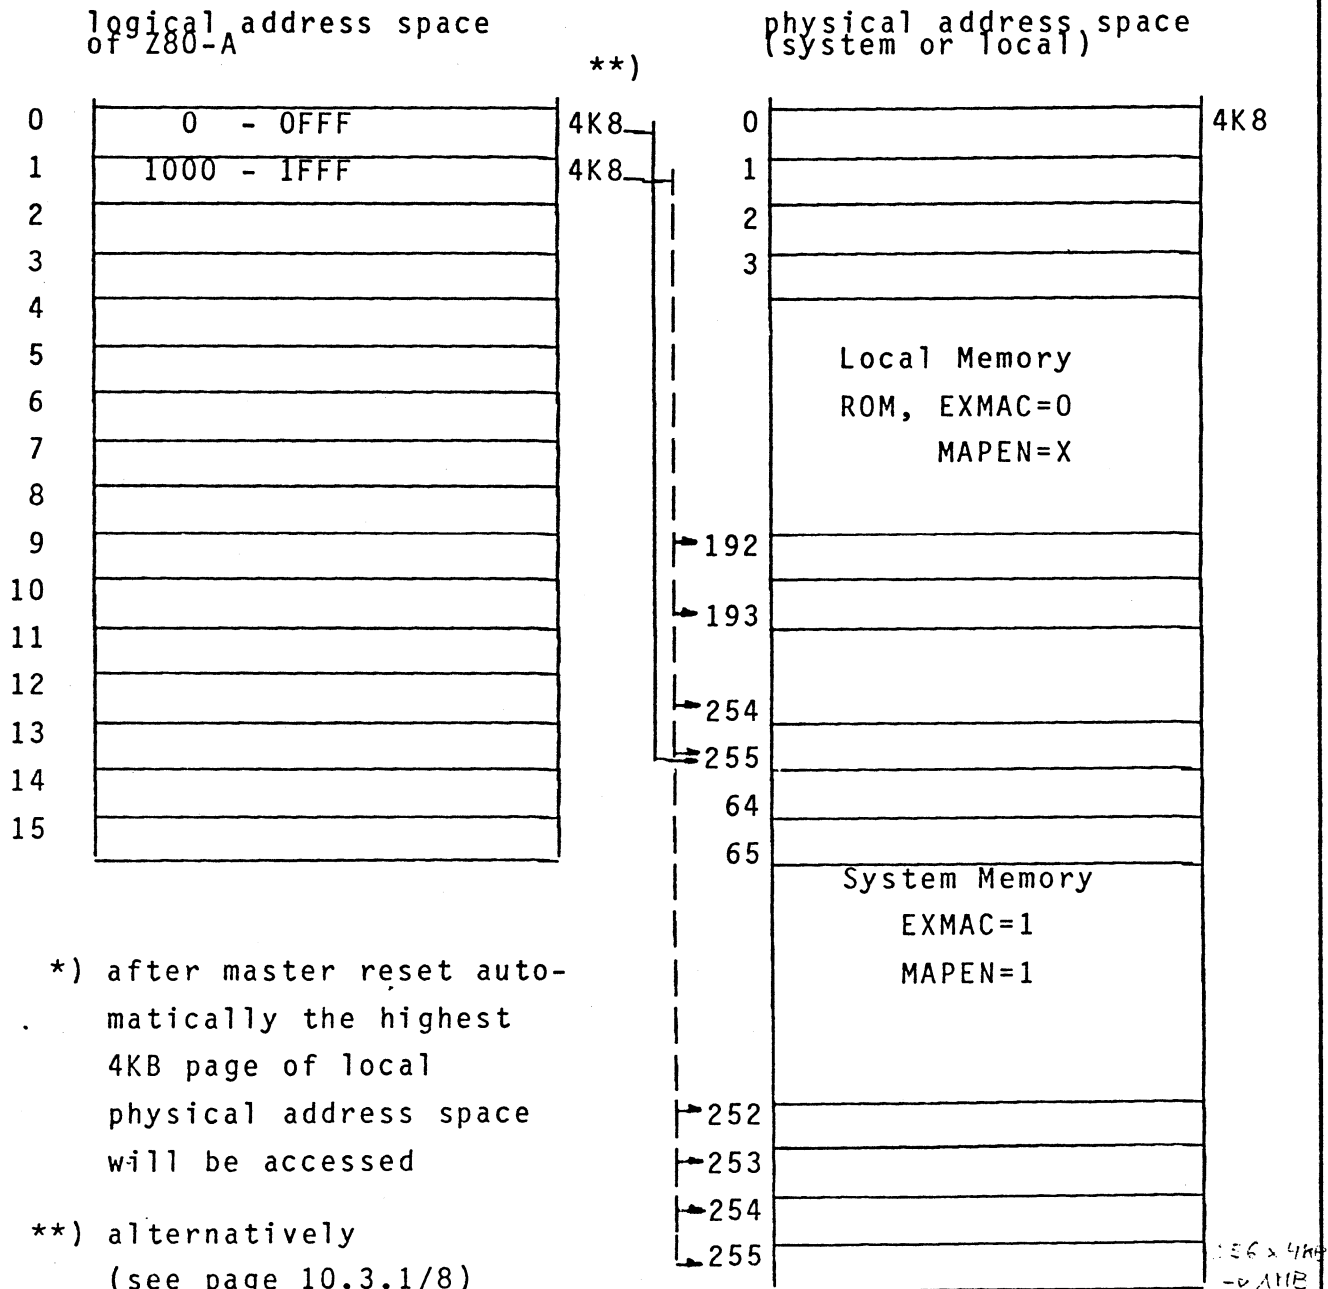 logical address space
of Z80-A
**)
physical address space
(system or local)
0 0 - 0FFF 4K8
1 1000 - 1FFF 4K8
2
3
4
5
6
7
8
9
10
11
12
13
14
15
0 4K8
1
2
3
Local Memory
ROM, EXMAC=0
MAPEN=X
192
193
254
255
64
65
System Memory
EXMAC=1
MAPEN=1
252
253
254
255
*) after master reset auto-
matically the highest
4KB page of local
physical address space
will be accessed
**) alternatively
(see page 10.3.1/8)
x 4KB